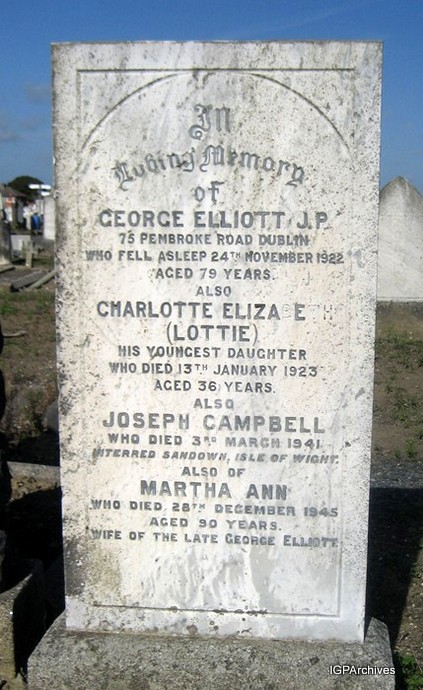 In
Loving Memory
of
GEORGE ELLIOTT J.P.
75 PEMBROKE ROAD DUBLIN
WHO FELL ASLEEP 24TH NOVEMBER 1922
AGED 79 YEARS.
ALSO
CHARLOTTE ELIZABETH
(LOTTIE)
HIS YOUNGEST DAUGHTER
WHO DIED 13TH JANUARY 1923
AGED 36 YEARS.
ALSO
JOSEPH CAMPBELL
WHO DIED 3RD MARCH 1941
INTERRED SANDOWN, ISLE OF WIGHT.
ALSO OF
MARTHA ANN
WHO DIED 28TH DECEMBER 1945
AGED 90 YEARS.
WIFE OF THE LATE GEORGE ELLIOTT.
IGPArchives